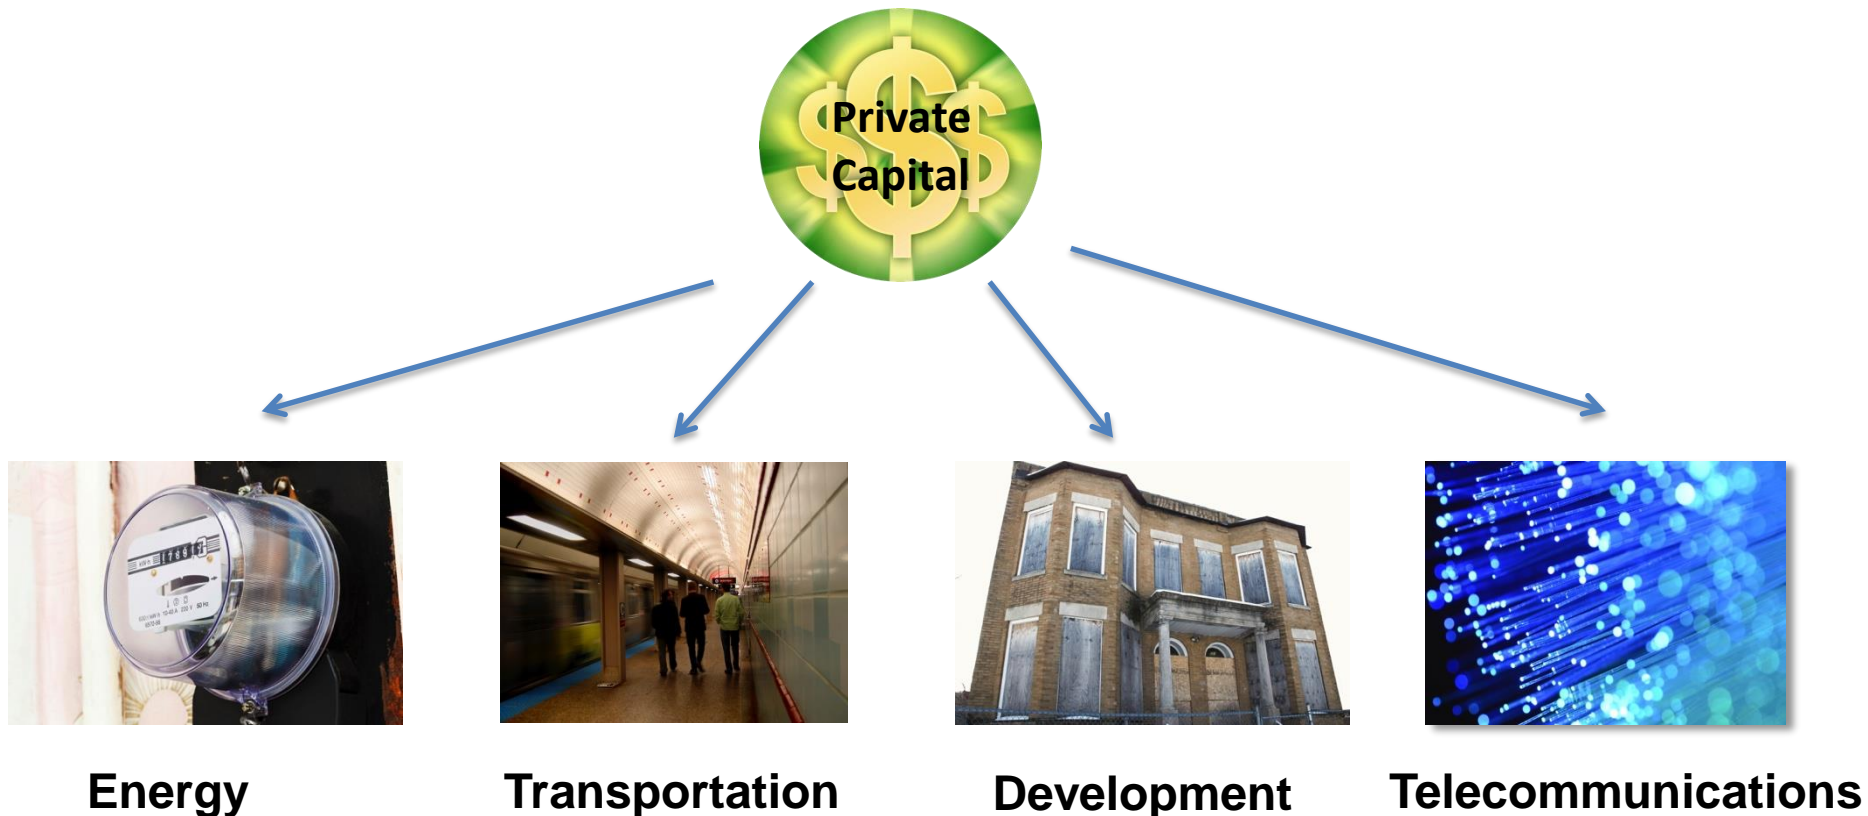 Private
Capital
Energy
Transportation
Development
Telecommunications